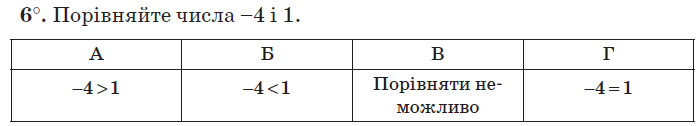 6°. Порівняйте числа –4 і 1.
А Б В Г
–4 > 1 –4 < 1 Порівняти не- –4 = 1
можливо